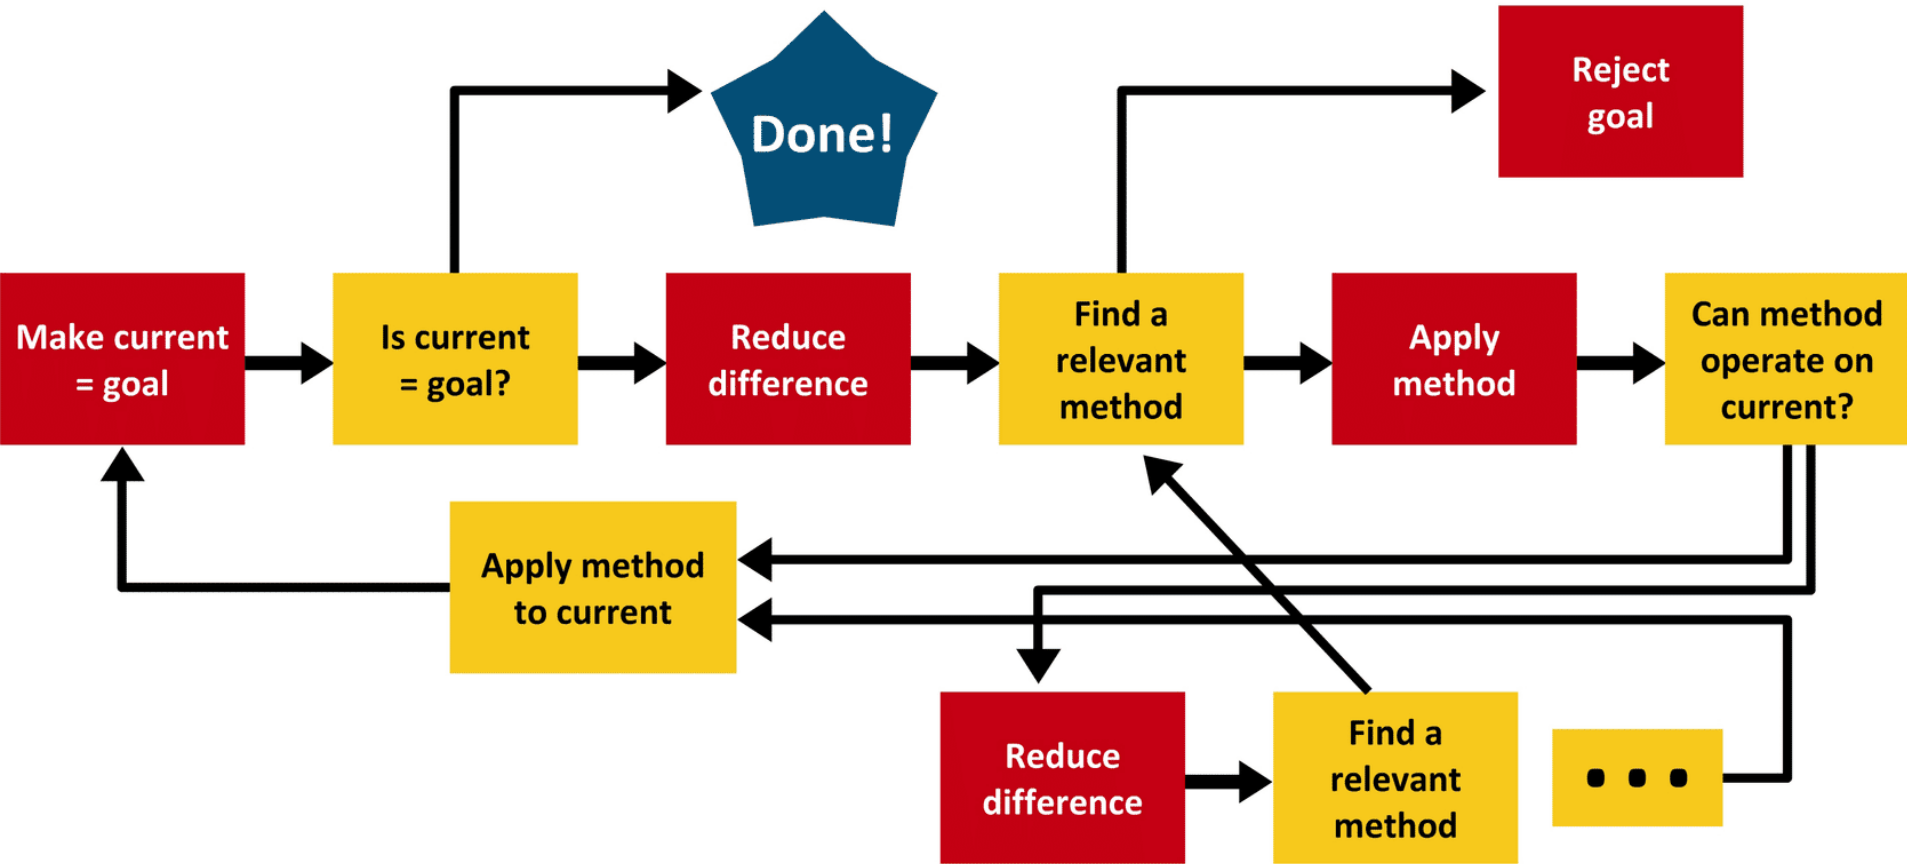 Done!
Reject
goal
Make current
= goal
Is current
= goal?
Reduce
difference
Find a
relevant
method
Apply
method
Can method
operate on
current?
Apply method
to current
Reduce
difference
Find a
relevant
method
...